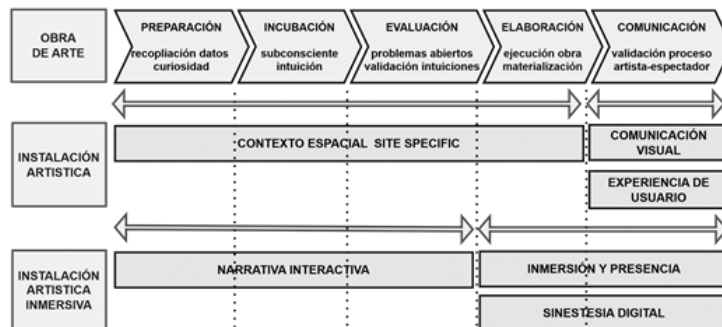 OBRA
DE ARTE
PREPARACIÓN
recopliación datos
curiosidad
INCUBACIÓN
subconsciente
intuición
EVALUACIÓN
problemas abiertos
validación intuiciones
ELABORACIÓN
ejecución obra
materialización
COMUNICACIÓN
validación proceso
artista-espectador
INSTALACIÓN
ARTISTICA
CONTEXTO ESPACIAL SITE SPECIFIC
COMUNICACIÓN
VISUAL
EXPERIENCIA DE
USUARIO
INSTALACIÓN
ARTISTICA
INMERSIVA
NARRATIVA INTERACTIVA
INMERSIÓN Y PRESENCIA
SINESTESIA DIGITAL